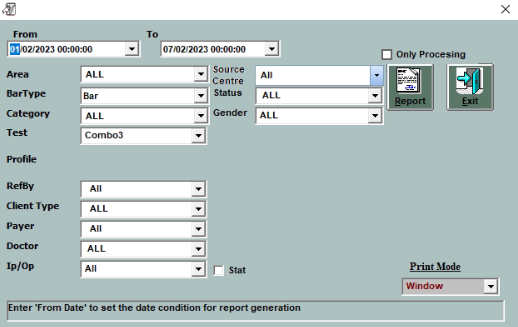 From To
01/02/2023 00:00:00 07/02/2023 00:00:00
Only Procesing
Area ALL Source Centre All
BarType Bar Status ALL
Category ALL Gender ALL
Test Combo3
Report Exit
Profile
RefBy All
Client Type ALL
Payer All
Doctor ALL
Ip/Op All Stat
Print Mode
Window
Enter 'From Date' to set the date condition for report generation